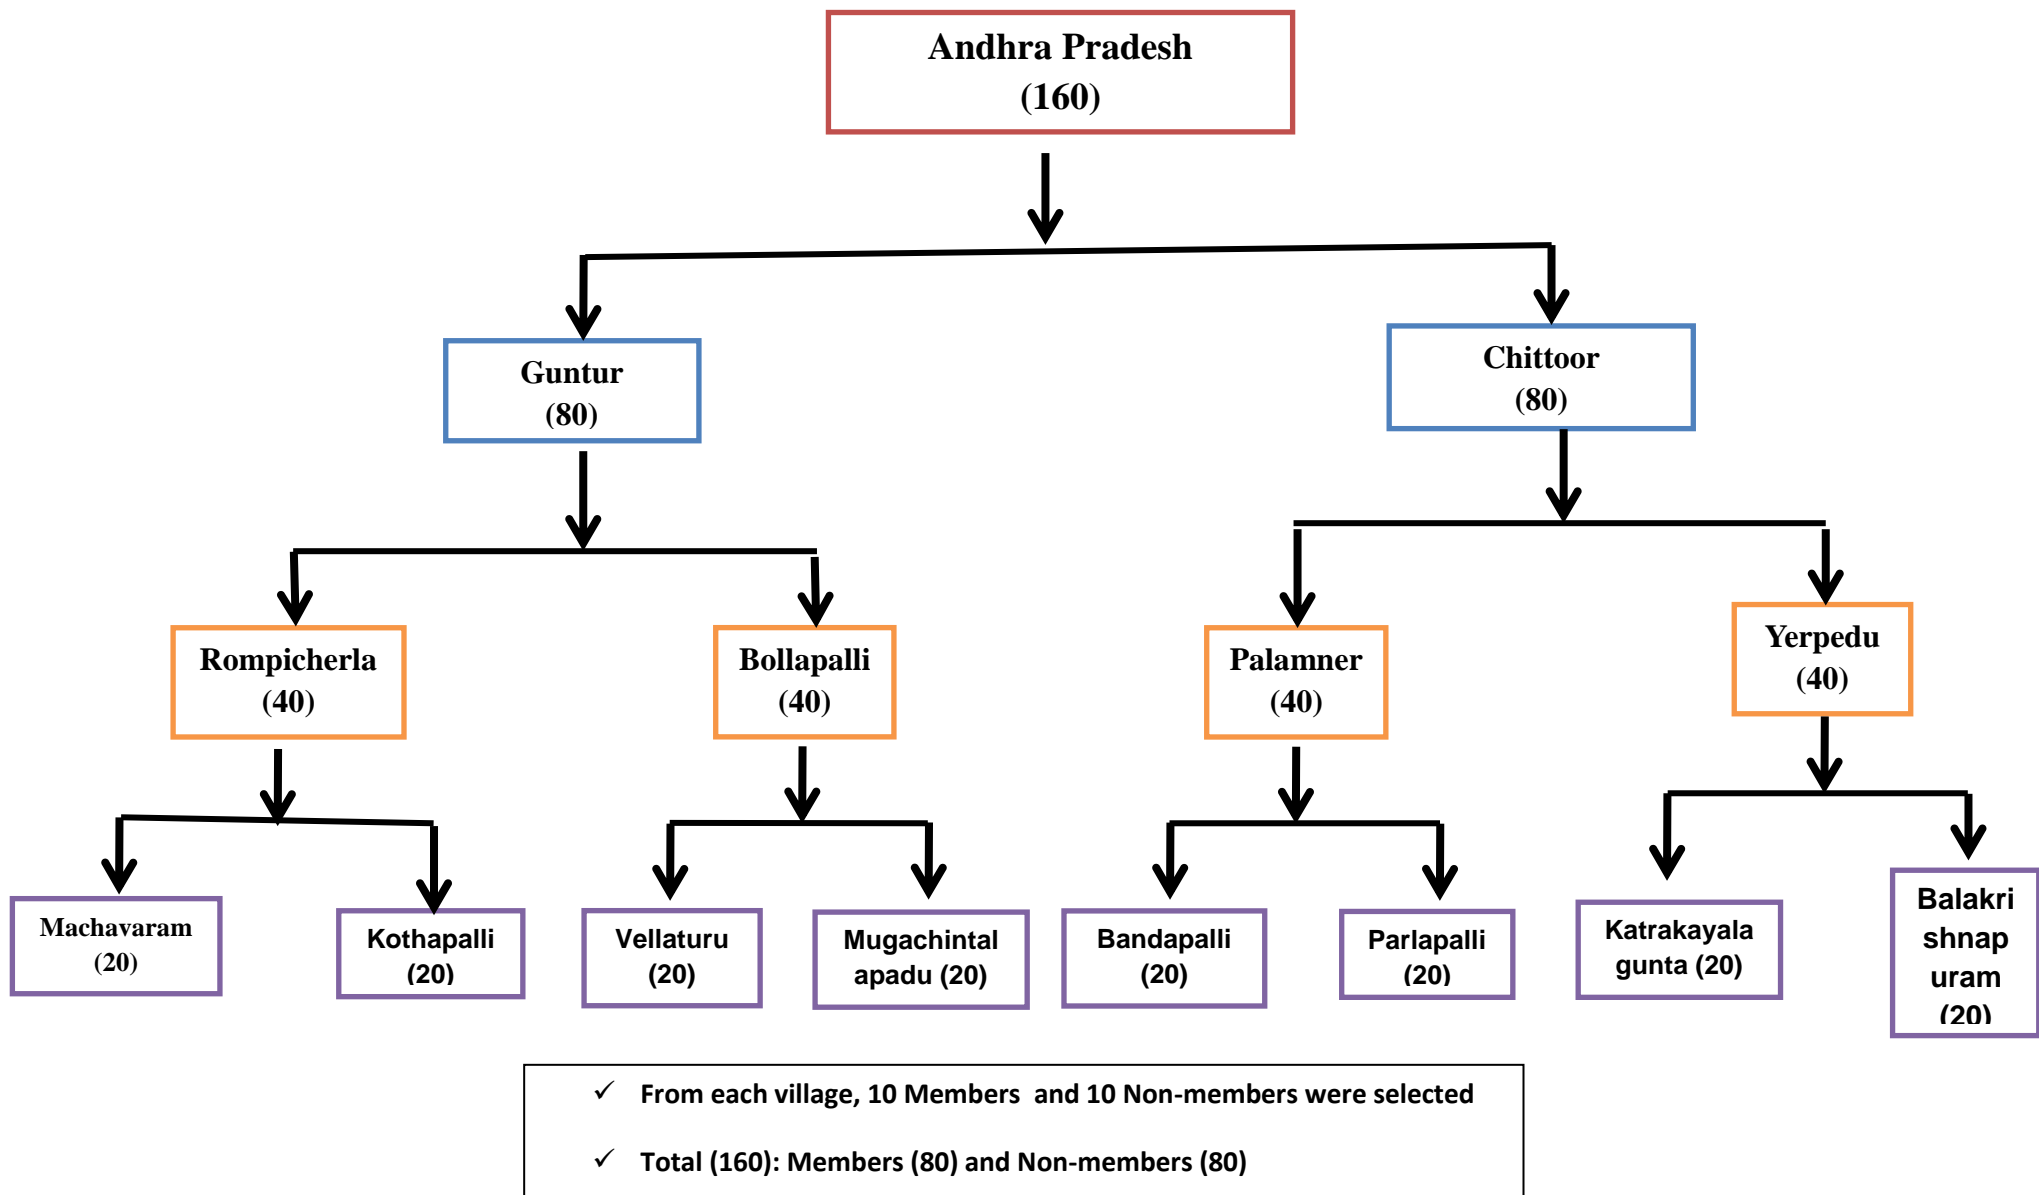 Andhra Pradesh
(160)
Guntur
(80)
Chittoor
(80)
Rompicherla
(40)
Bollapalli
(40)
Palamner
(40)
Yerpedu
(40)
Machavaram
(20)
Kothapalli
(20)
Vellaturu
(20)
Mugachintal
apadu (20)
Bandapalli
(20)
Parlapalli
(20)
Katrakayala
gunta (20)
Balakri
shnap
uram
(20)
✓ From each village, 10 Members and 10 Non-members were selected
✓ Total (160): Members (80) and Non-members (80)